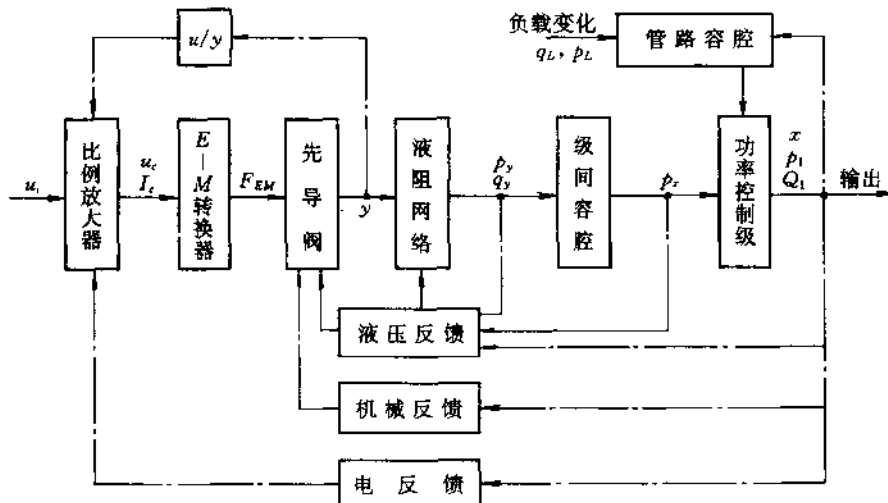 负载变化
q_L, p_L
管路容腔
u/y
比例放大器
E—M转换器
先导阀
液阻网络
级间容腔
功率控制级
u_i
u_c
I_c
F_EM
y
p_y
q_y
p_x
x
p_1
Q_1
输出
液压反馈
机械反馈
电反馈